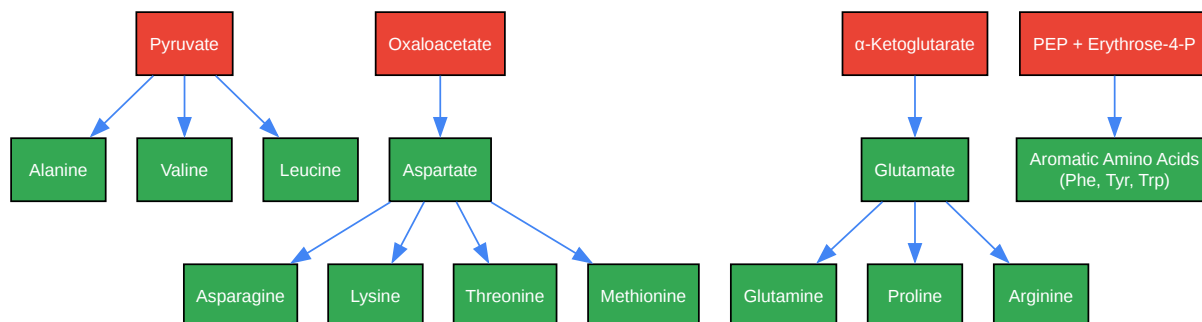 Pyruvate
Oxaloacetate
α-Ketoglutarate
PEP + Erythrose-4-P
Alanine
Valine
Leucine
Aspartate
Glutamate
Aromatic Amino Acids
(Phe, Tyr, Trp)
Asparagine
Lysine
Threonine
Methionine
Glutamine
Proline
Arginine